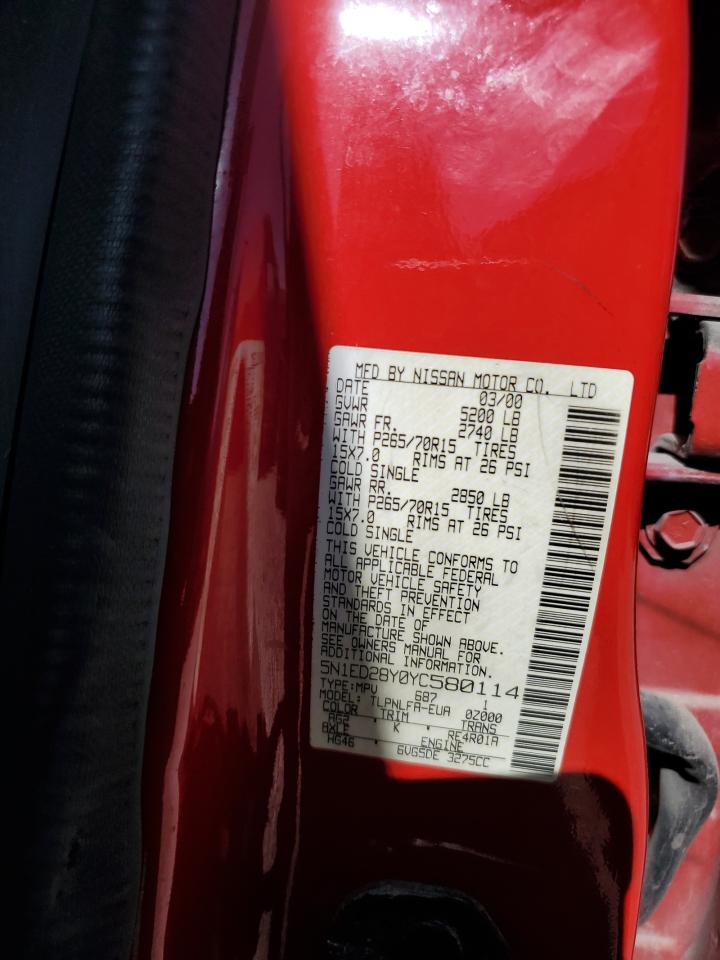 MFD BY NISSAN MOTOR CO. LTD
DATE 03/00
GVWR 5200 LB
GAWR FR. 2740 LB
WITH P265/70R15 TIRES
15X7.0 RIMS AT 26 PSI
COLD SINGLE
GAWR RR. 2850 LB
WITH P265/70R15 TIRES
15X7.0 RIMS AT 26 PSI
COLD SINGLE
THIS VEHICLE CONFORMS TO
ALL APPLICABLE FEDERAL
MOTOR VEHICLE SAFETY
AND THEFT PREVENTION
STANDARDS IN EFFECT
ON THE DATE OF
MANUFACTURE SHOWN ABOVE.
SEE OWNERS MANUAL FOR
ADDITIONAL INFORMATION.
5N1ED28Y0YC580114
TYPE:MPV 687 1
MODEL: TLPNLFA-EUA 0Z000
COLOR TRIM TRANS
AG2 K RE4R01A
AXLE ENGINE
HG46 6VG5DE 3275CC